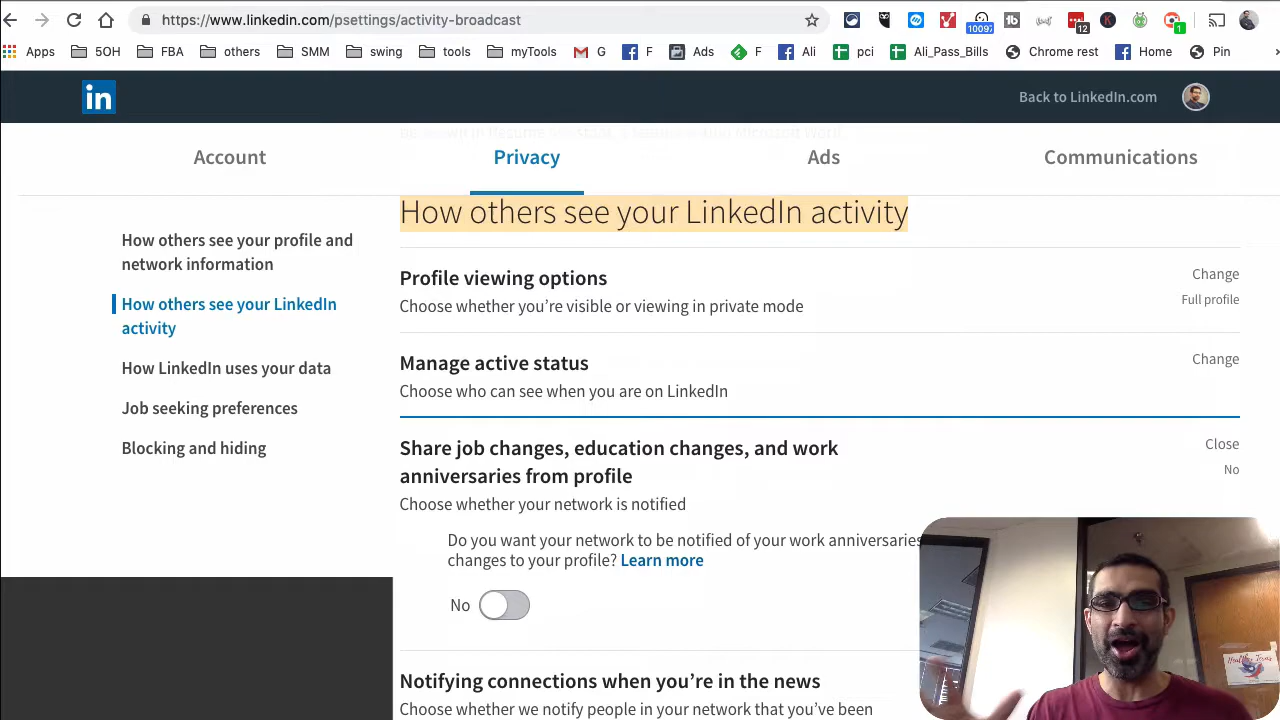 https://www.linkedin.com/psettings/activity-broadcast
10097
12
1
Apps
5OH
FBA
others
SMM
swing
tools
myTools
G
F
Ads
F
Ali
pci
Ali_Pass_Bills
Chrome rest
Home
Pin
in
Back to LinkedIn.com
Account
Privacy
Ads
Communications
How others see your profile and
network information
How others see your LinkedIn
activity
How LinkedIn uses your data
Job seeking preferences
Blocking and hiding
How others see your LinkedIn activity
Profile viewing options
Change
Choose whether you’re visible or viewing in private mode
Full profile
Manage active status
Change
Choose who can see when you are on LinkedIn
Share job changes, education changes, and work
anniversaries from profile
Close
No
Choose whether your network is notified
Do you want your network to be notified of your work anniversaries
changes to your profile? Learn more
No
Notifying connections when you’re in the news
Choose whether we notify people in your network that you’ve been